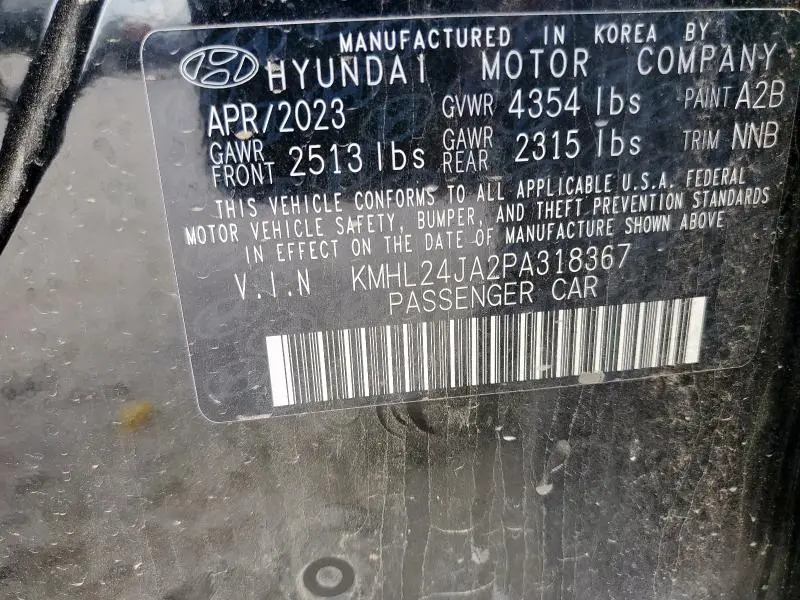 MANUFACTURED IN KOREA BY
HYUNDAI MOTOR COMPANY
APR/2023 GVWR 4354 lbs PAINT A2B
GAWR FRONT 2513 lbs GAWR REAR 2315 lbs TRIM NNB
THIS VEHICLE CONFORMS TO ALL APPLICABLE U.S.A. FEDERAL
MOTOR VEHICLE SAFETY, BUMPER, AND THEFT PREVENTION STANDARDS
IN EFFECT ON THE DATE OF MANUFACTURE SHOWN ABOVE
V.I.N KMHL24JA2PA318367
PASSENGER CAR